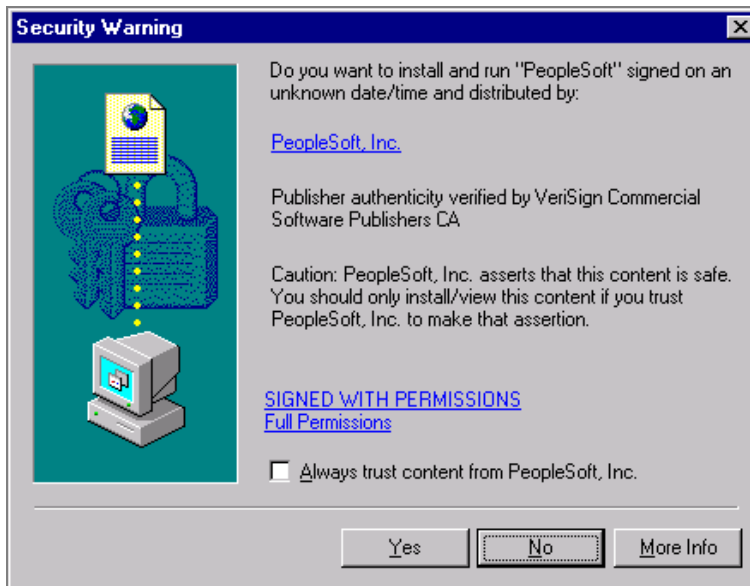 Security Warning
Do you want to install and run "PeopleSoft" signed on an
unknown date/time and distributed by:
PeopleSoft, Inc.
Publisher authenticity verified by VeriSign Commercial
Software Publishers CA
Caution: PeopleSoft, Inc. asserts that this content is safe.
You should only install/view this content if you trust
PeopleSoft, Inc. to make that assertion.
SIGNED WITH PERMISSIONS
Full Permissions
Always trust content from PeopleSoft, Inc.
Yes No More Info